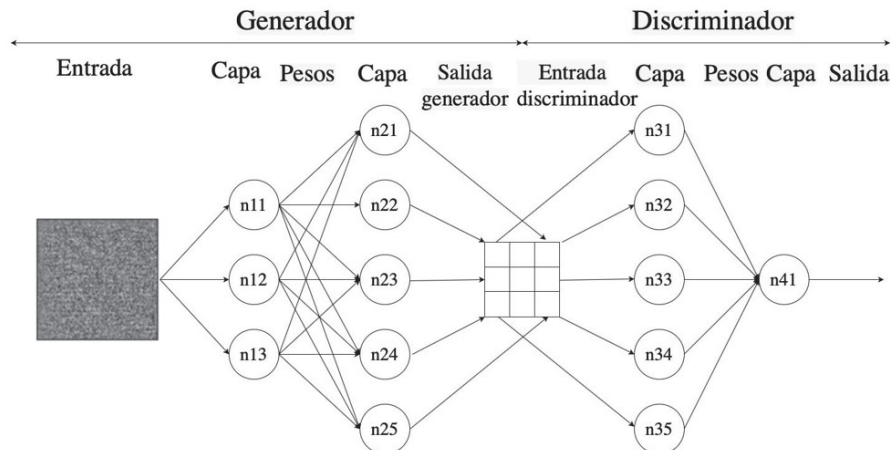 Generador Discriminador
Entrada Capa Pesos Capa Salida generador Entrada discriminador Capa Pesos Capa Salida
n21 n31
n11 n22 n32
n12 n23 n33 n41
n13 n24 n34
n25 n35